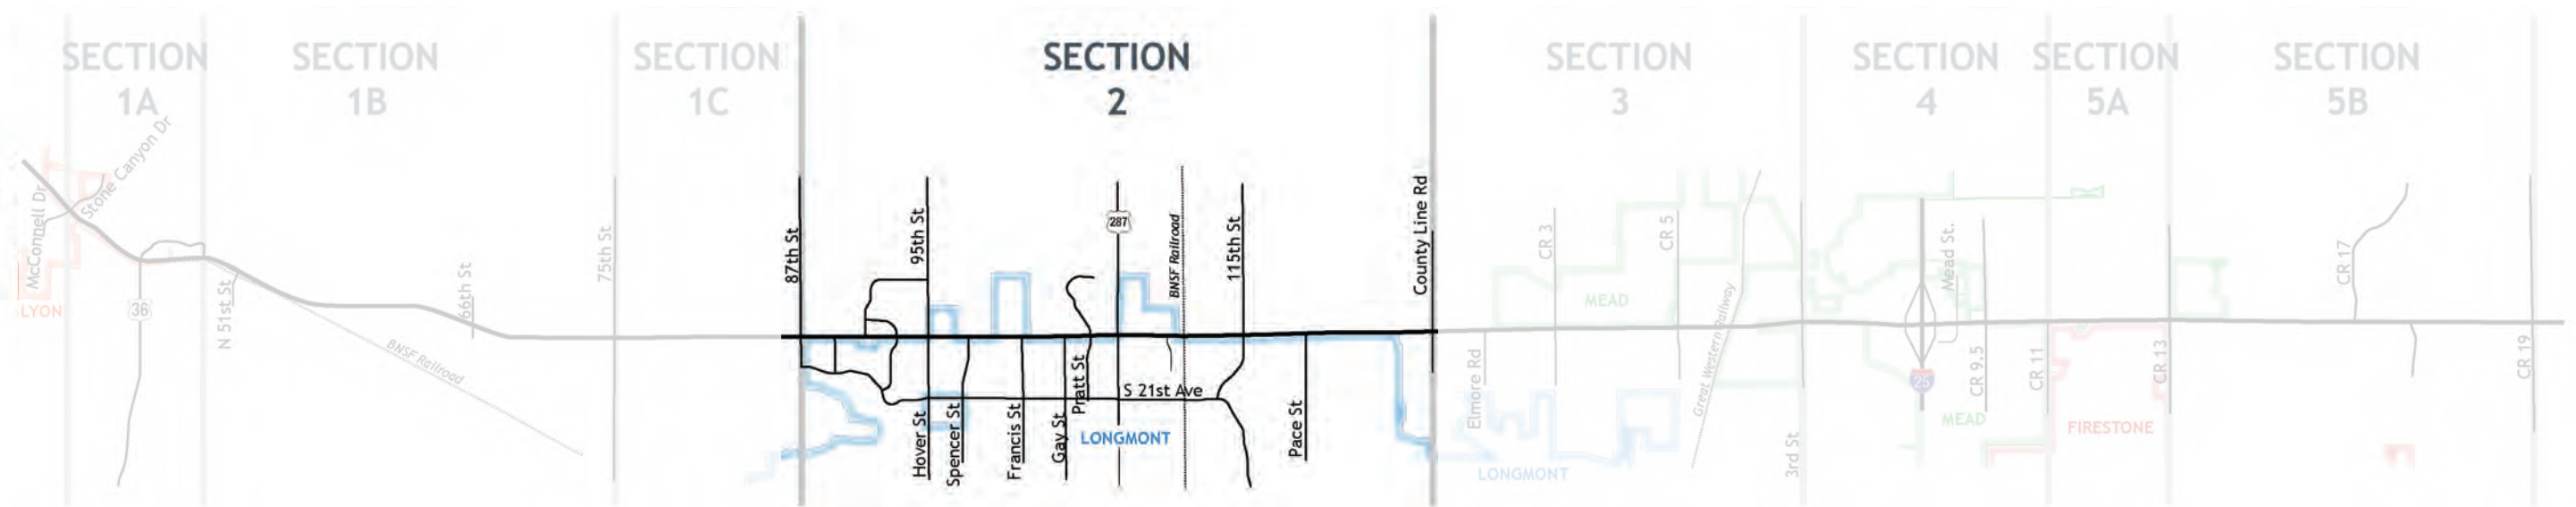 SECTION
1A
SECTION
1B
SECTION
1C
SECTION
2
SECTION
3
SECTION
4
SECTION
5A
SECTION
5B
McConnell Dr
Stone Canyon Dr
LYON
36
N 51st St
66th St
BNSF Railroad
75th St
87th St
95th St
Hover St
Spencer St
Francis St
Gay St
Pratt St
287
S 21st Ave
LONGMONT
BNSF Railroad
115th St
Pace St
County Line Rd
Elmore Rd
CR 3
MEAD
LONGMONT
CR 5
Great Western Railway
3rd St
25
Mead St.
MEAD
CR 9.5
CR 11
FIRESTONE
CR 13
CR 17
CR 19